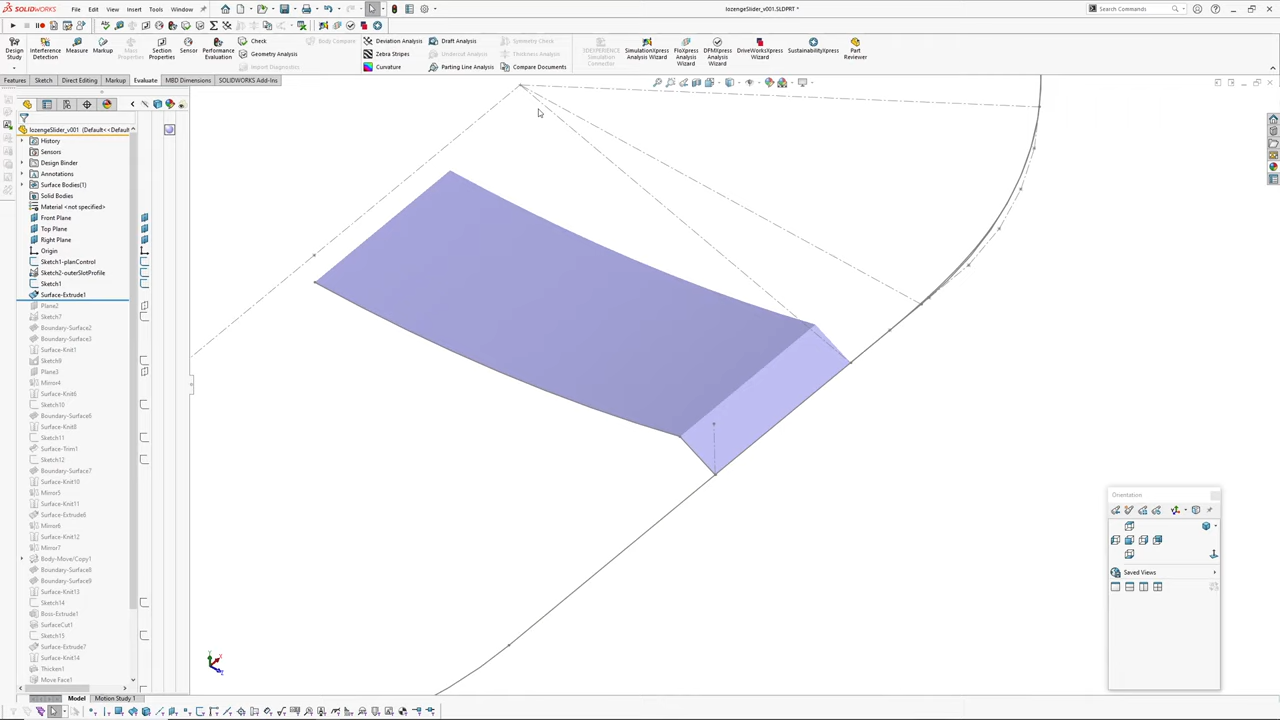 SOLIDWORKS File Edit View Insert Tools Window lozengeSlider_v001.SLDPRT * Search Commands
Design Study
Interference Detection
Measure
Markup
Mass Properties
Section Properties
Sensor
Performance Evaluation
Check
Geometry Analysis
Import Diagnostics
Body Compare
Deviation Analysis
Zebra Stripes
Curvature
Draft Analysis
Undercut Analysis
Parting Line Analysis
Symmetry Check
Thickness Analysis
Compare Documents
3DEXPERIENCE Simulation Connector
SimulationXpress Analysis Wizard
FloXpress Analysis Wizard
DFMXpress Analysis Wizard
DriveWorksXpress Wizard
SustainabilityXpress
Part Reviewer
Features Sketch Direct Editing Markup Evaluate MBD Dimensions SOLIDWORKS Add-Ins
lozengeSlider_v001 (Default<<Default
History
Sensors
Design Binder
Annotations
Surface Bodies(1)
Solid Bodies
Material <not specified>
Front Plane
Top Plane
Right Plane
Origin
Sketch1-planControl
Sketch2-outerSlotProfile
Sketch1
Surface-Extrude1
Plane2
Sketch7
Boundary-Surface2
Boundary-Surface3
Surface-Knit1
Sketch9
Plane3
Mirror4
Surface-Knit6
Sketch10
Boundary-Surface6
Surface-Knit8
Sketch11
Surface-Trim1
Sketch12
Boundary-Surface7
Surface-Knit10
Mirror5
Surface-Knit11
Surface-Extrude6
Mirror6
Surface-Knit12
Mirror7
Body-Move/Copy1
Boundary-Surface8
Boundary-Surface9
Surface-Knit13
Sketch14
Boss-Extrude1
SurfaceCut1
Sketch15
Surface-Extrude7
Surface-Knit14
Thicken1
Move Face1
Orientation
Saved Views
Model Motion Study 1